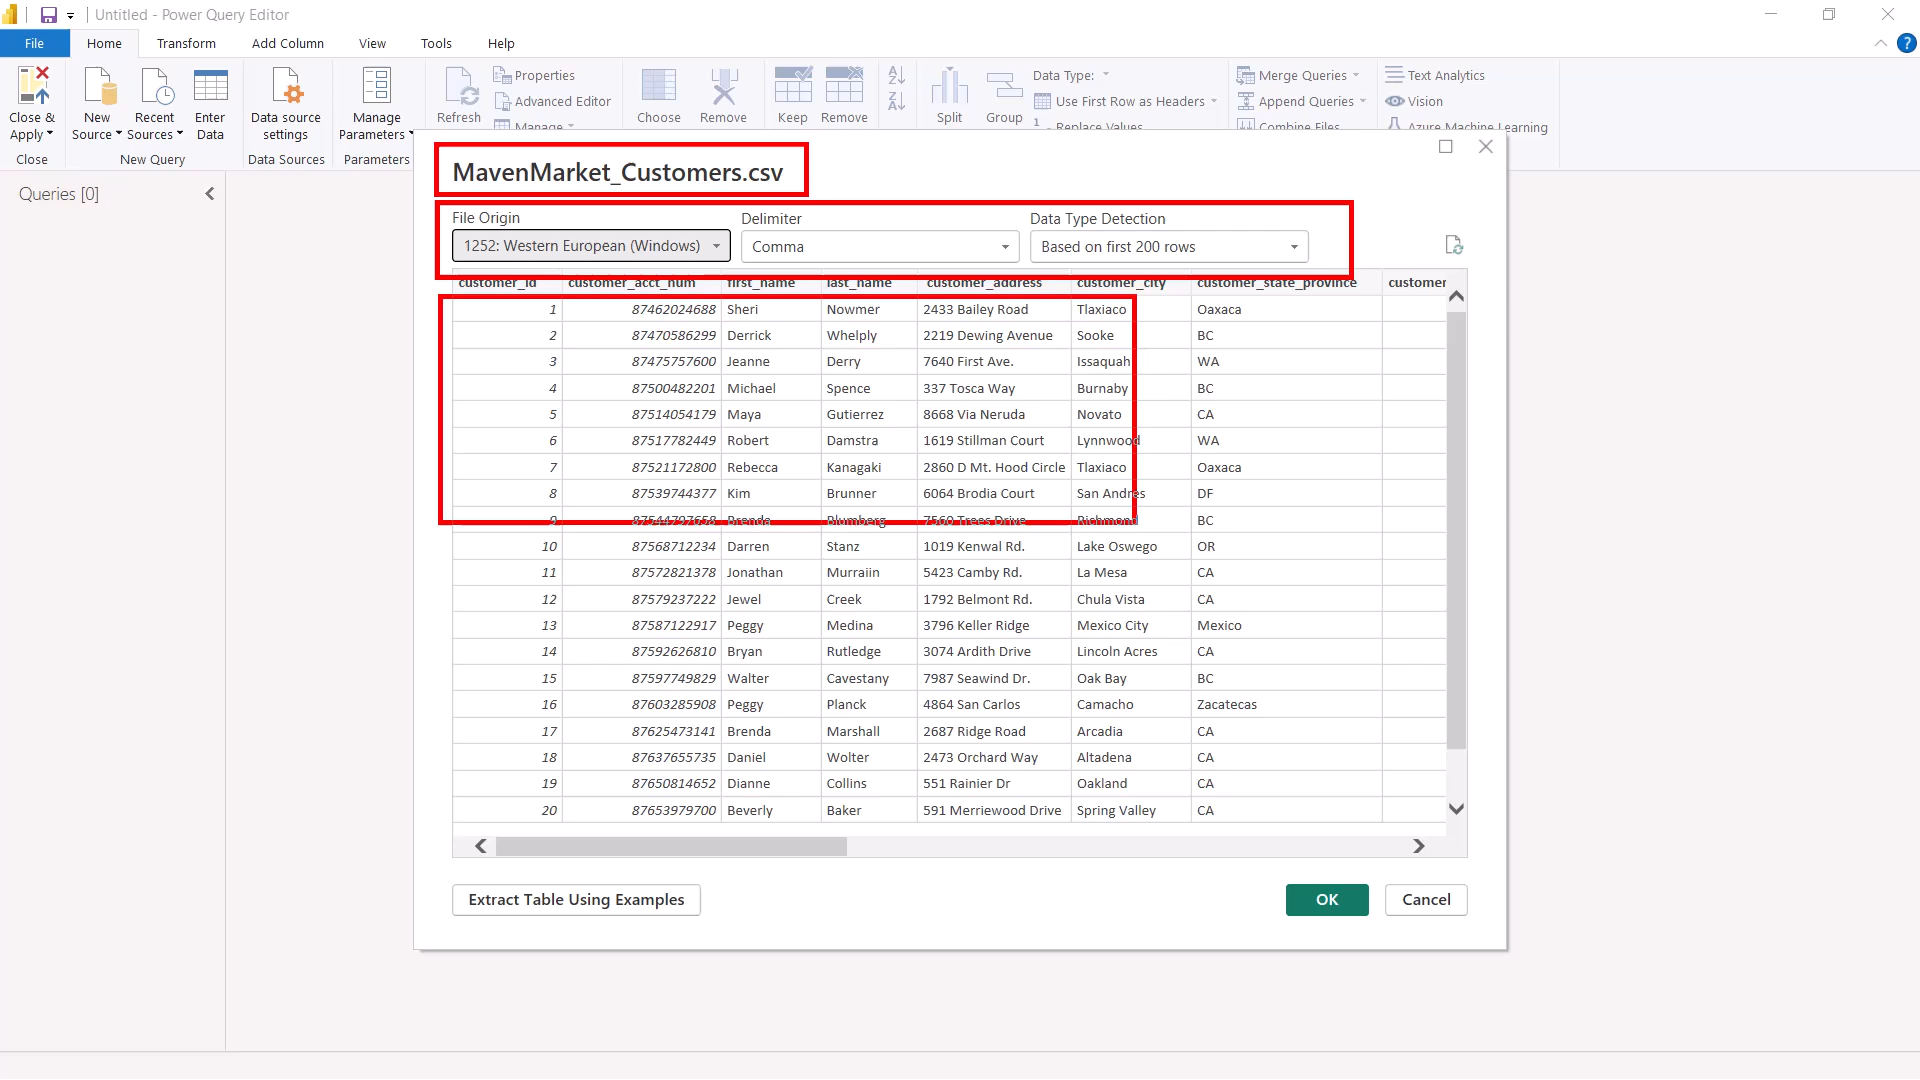 Untitled - Power Query Editor
File Home Transform Add Column View Tools Help
Close & Apply
Close
New Source
Recent Sources
Enter Data
New Query
Data source settings
Data Sources
Manage Parameters
Parameters
Refresh
Properties
Advanced Editor
Manage
Choose
Remove
Keep
Remove
Split
Group
Data Type:
Use First Row as Headers
Replace Values
Merge Queries
Append Queries
Combine Files
Text Analytics
Vision
Azure Machine Learning
Queries [0]
MavenMarket_Customers.csv
File Origin Delimiter Data Type Detection
1252: Western European (Windows) Comma Based on first 200 rows
customer_id customer_acct_num first_name last_name customer_address customer_city customer_state_province customer
1 87462024688 Sheri Nowmer 2433 Bailey Road Tlaxiaco Oaxaca
2 87470586299 Derrick Whelply 2219 Dewing Avenue Sooke BC
3 87475757600 Jeanne Derry 7640 First Ave. Issaquah WA
4 87500482201 Michael Spence 337 Tosca Way Burnaby BC
5 87514054179 Maya Gutierrez 8668 Via Neruda Novato CA
6 87517782449 Robert Damstra 1619 Stillman Court Lynnwood WA
7 87521172800 Rebecca Kanagaki 2860 D Mt. Hood Circle Tlaxiaco Oaxaca
8 87539744377 Kim Brunner 6064 Brodia Court San Andres DF
9 87544797658 Brenda Blumberg 7560 Trees Drive Richmond BC
10 87568712234 Darren Stanz 1019 Kenwal Rd. Lake Oswego OR
11 87572821378 Jonathan Murraiin 5423 Camby Rd. La Mesa CA
12 87579237222 Jewel Creek 1792 Belmont Rd. Chula Vista CA
13 87587122917 Peggy Medina 3796 Keller Ridge Mexico City Mexico
14 87592626810 Bryan Rutledge 3074 Ardith Drive Lincoln Acres CA
15 87597749829 Walter Cavestany 7987 Seawind Dr. Oak Bay BC
16 87603285908 Peggy Planck 4864 San Carlos Camacho Zacatecas
17 87625473141 Brenda Marshall 2687 Ridge Road Arcadia CA
18 87637655735 Daniel Wolter 2473 Orchard Way Altadena CA
19 87650814652 Dianne Collins 551 Rainier Dr Oakland CA
20 87653979700 Beverly Baker 591 Merriewood Drive Spring Valley CA
Extract Table Using Examples OK Cancel